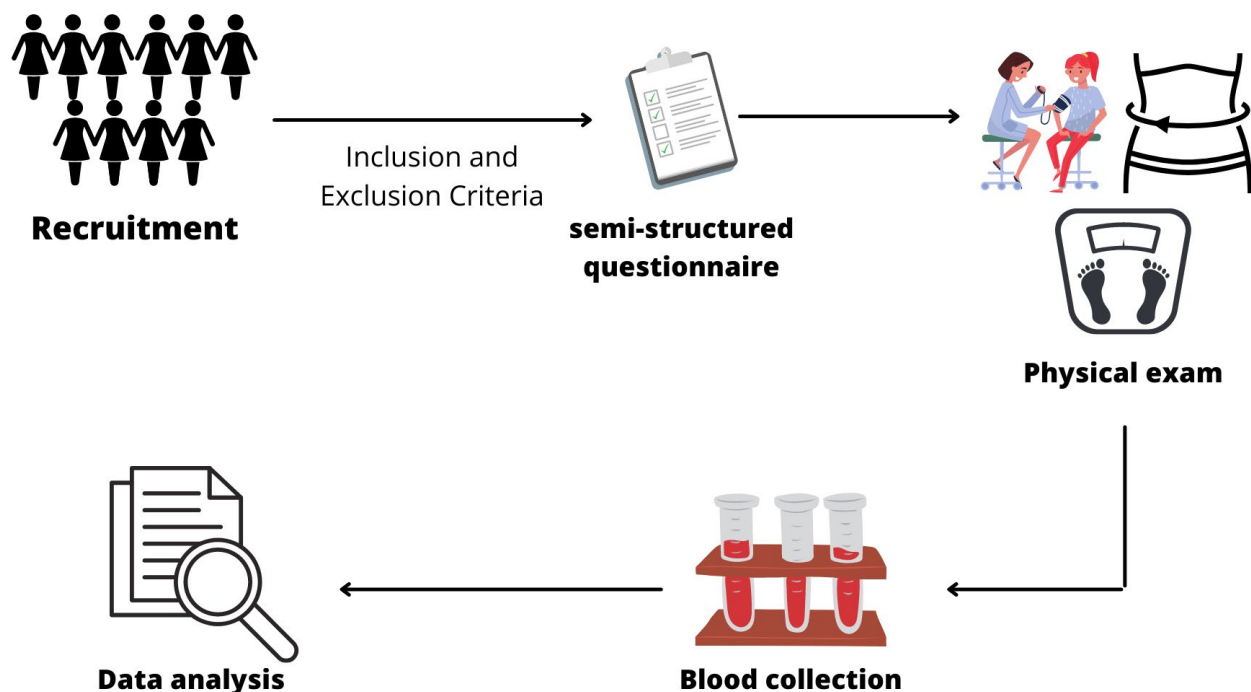 Recruitment
Inclusion and
Exclusion Criteria
semi-structured
questionnaire
Physical exam
Blood collection
Data analysis